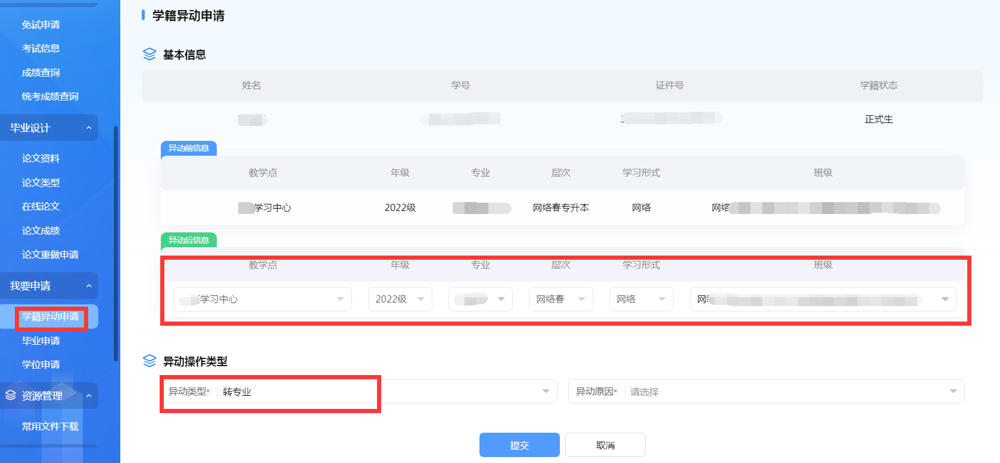 免试申请
考试信息
成绩查询
统考成绩查询
毕业设计
论文资料
论文类型
在线论文
论文成绩
论文重做申请
我要申请
学籍异动申请
毕业申请
学位申请
资源管理
常用文件下载
学籍异动申请
基本信息
姓名 学号 证件号 学籍状态
正式生
异动前信息
教学点 年级 专业 层次 学习形式 班级
学习中心 2022级 网络春专升本 网络 网络
异动后信息
教学点 年级 专业 层次 学习形式 班级
学习中心 2022级 网络春 网络
异动操作类型
异动类型* 转专业 异动原因* 请选择
提交 取消